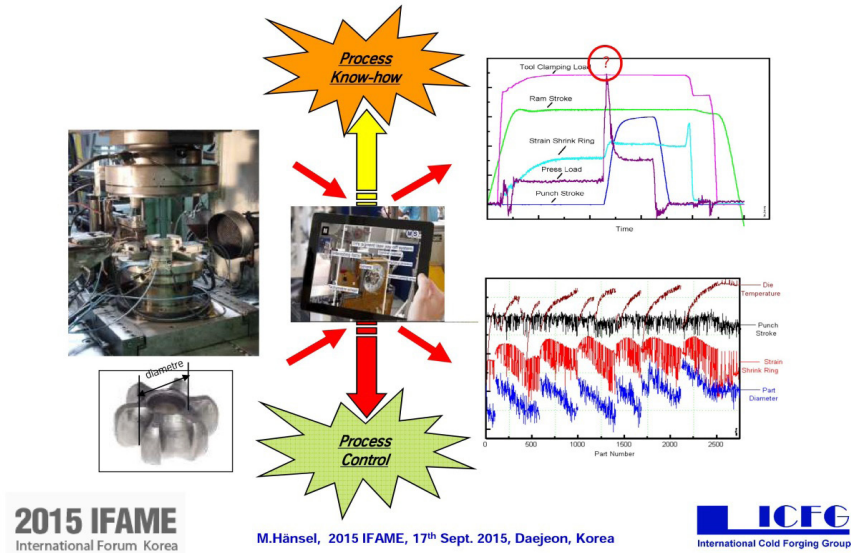 Process
Know-how
?
Tool Clamping Load
Ram Stroke
Strain Shrink Ring
Press Load
Punch Stroke
Time
diametre
Die
Temperature
Punch
Stroke
Strain
Shrink Ring
Part
Diameter
0
500
1000
1500
2000
2500
Part Number
Process
Control
2015 IFAME
International Forum Korea
M.Hänsel, 2015 IFAME, 17th Sept. 2015, Daejeon, Korea
ICFG
International Cold Forging Group